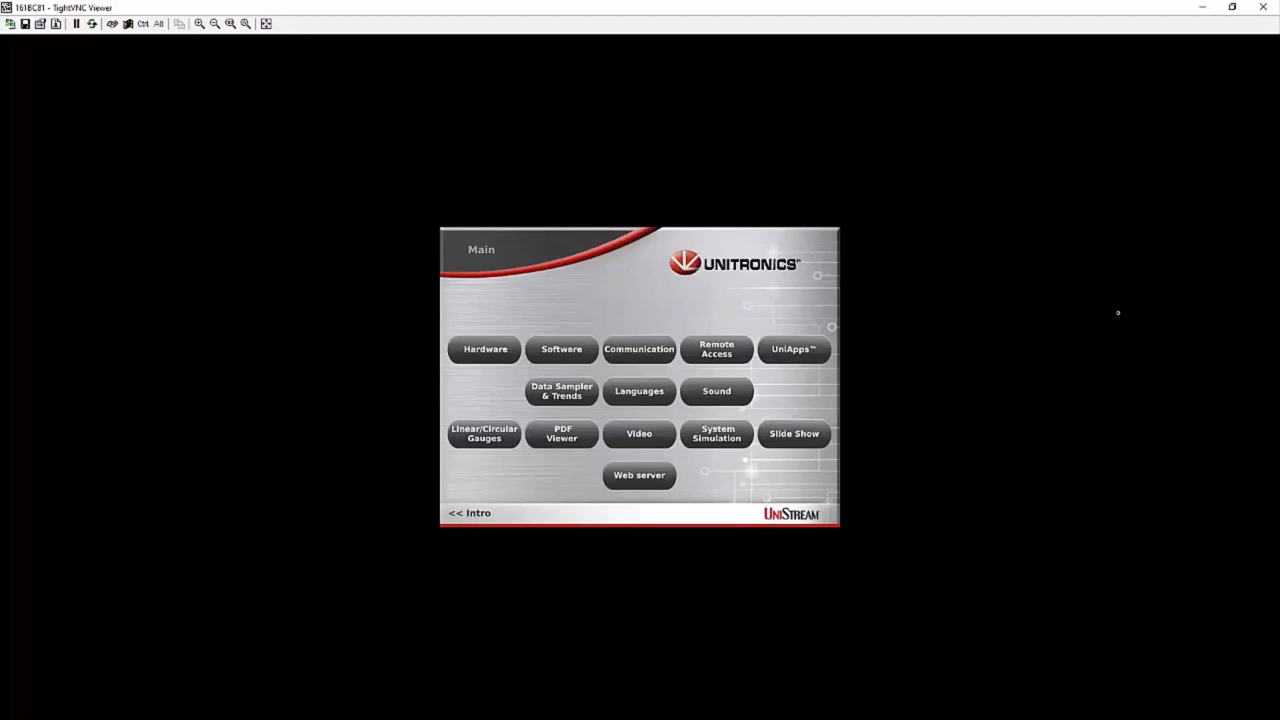 161BC81 - TightVNC Viewer
Ctrl Alt
Main
UNITRONICS™
Hardware
Software
Communication
Remote
Access
UniApps™
Data Sampler
& Trends
Languages
Sound
Linear/Circular
Gauges
PDF
Viewer
Video
System
Simulation
Slide Show
Web server
<< Intro
UNISTREAM